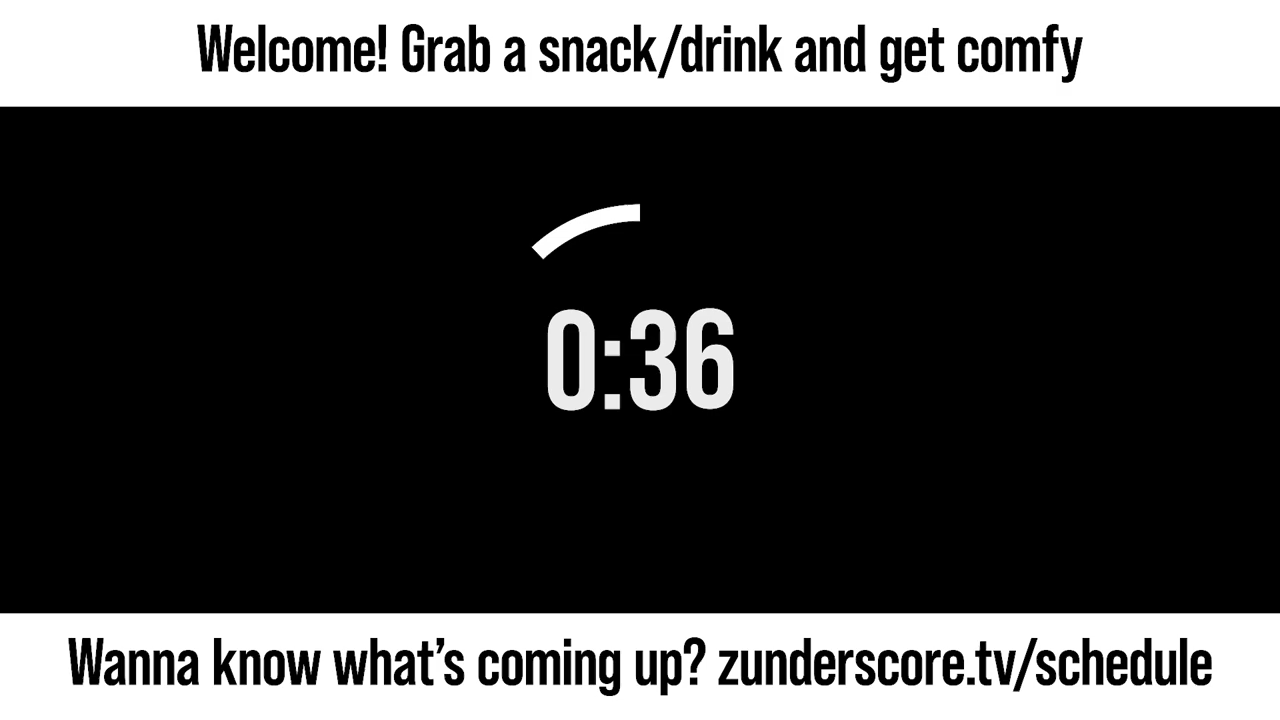 Welcome! Grab a snack/drink and get comfy
0:36
Wanna know what's coming up? zunderscore.tv/schedule